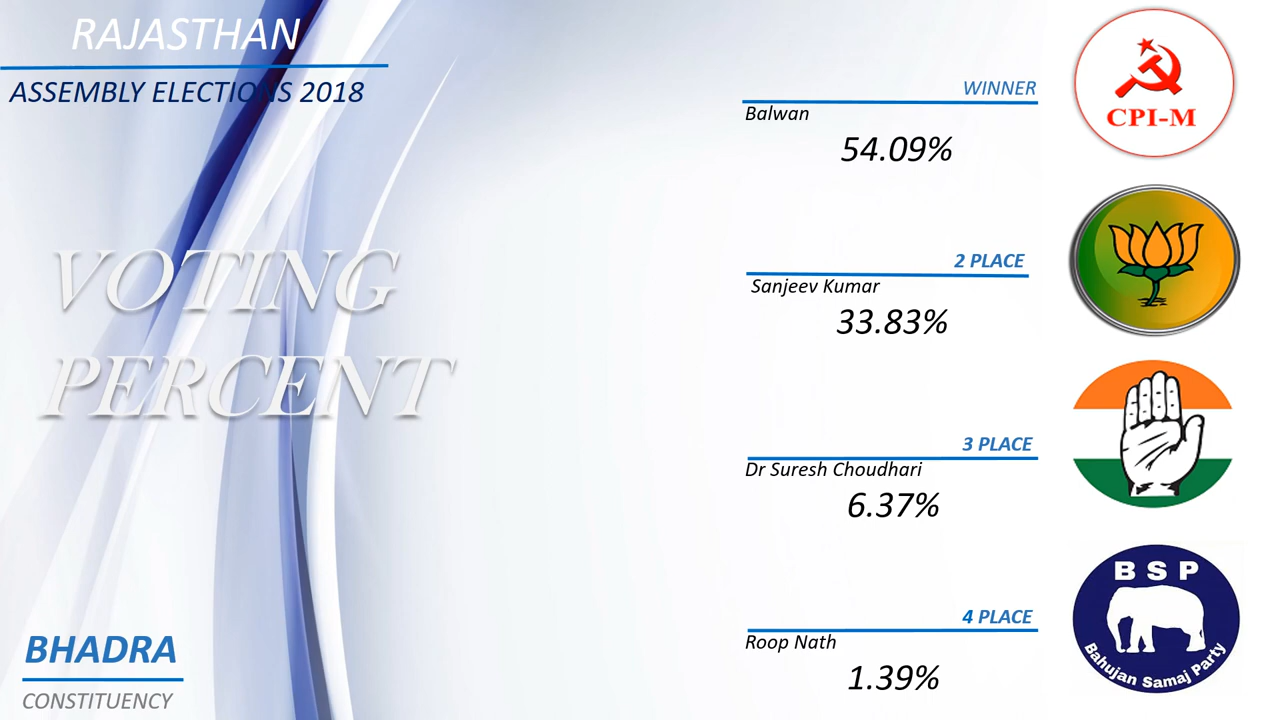 RAJASTHAN
ASSEMBLY ELECTIONS 2018
VOTING
PERCENT
BHADRA
CONSTITUENCY
WINNER
Balwan
54.09%
CPI-M
2 PLACE
Sanjeev Kumar
33.83%
3 PLACE
Dr Suresh Choudhari
6.37%
4 PLACE
Roop Nath
1.39%
BSP
Bahujan Samaj Party